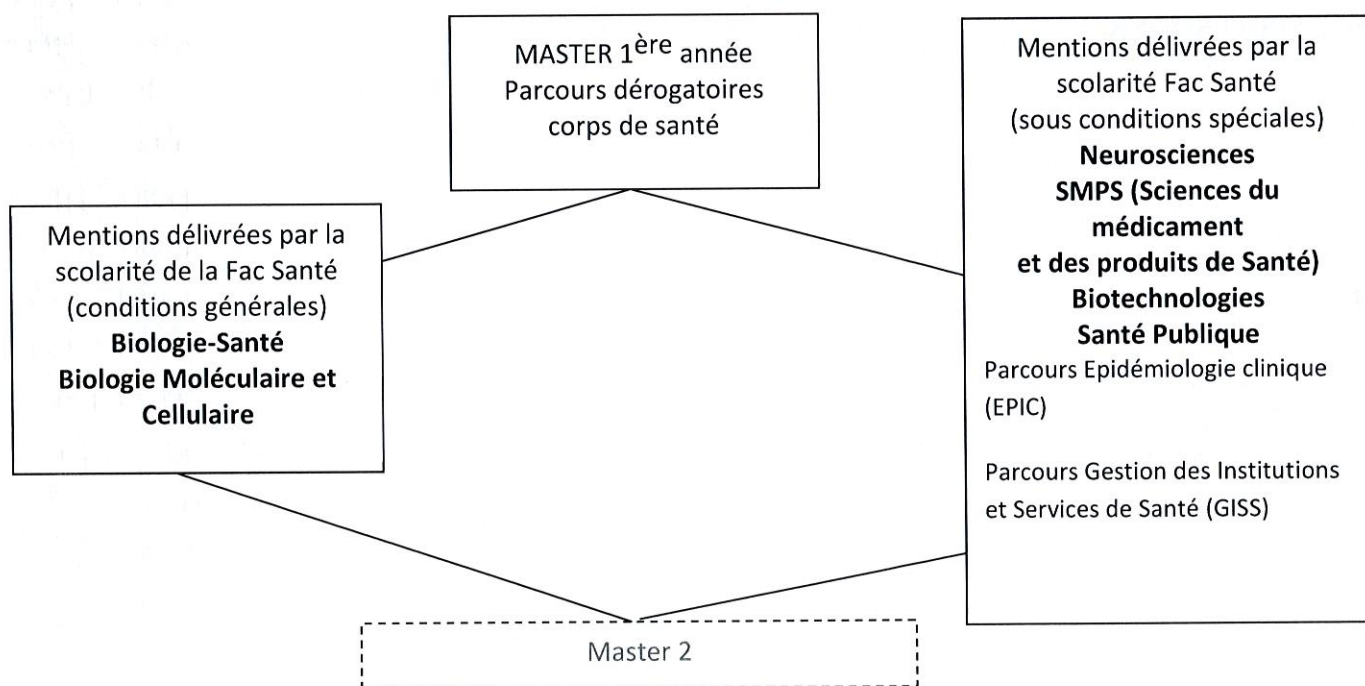 MASTER 1ère année
Parcours dérogatoires
corps de santé
Mentions délivrées par la
scolarité de la Fac Santé
(conditions générales)
Biologie-Santé
Biologie Moléculaire et
Cellulaire
Mentions délivrées par la
scolarité Fac Santé
(sous conditions spéciales)
Neurosciences
SMPS (Sciences du
médicament
et des produits de Santé)
Biotechnologies
Santé Publique
Parcours Epidémiologie clinique
(EPIC)
Parcours Gestion des Institutions
et Services de Santé (GISS)
Master 2